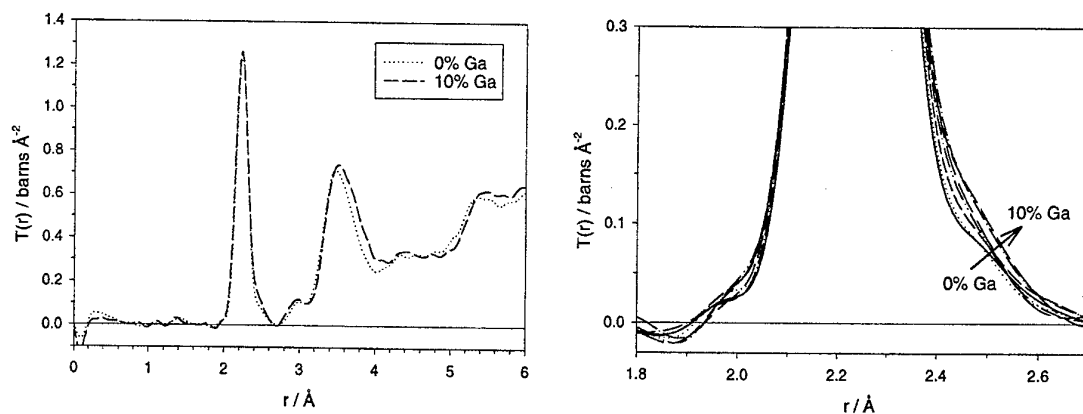 T(r) / barns Å⁻²
1.4
1.2
1.0
0.8
0.6
0.4
0.2
0.0
0% Ga
10% Ga
0 1 2 3 4 5 6
r / Å
T(r) / barns Å⁻²
0.3
0.2
0.1
0.0
10% Ga
0% Ga
1.8 2.0 2.2 2.4 2.6
r / Å